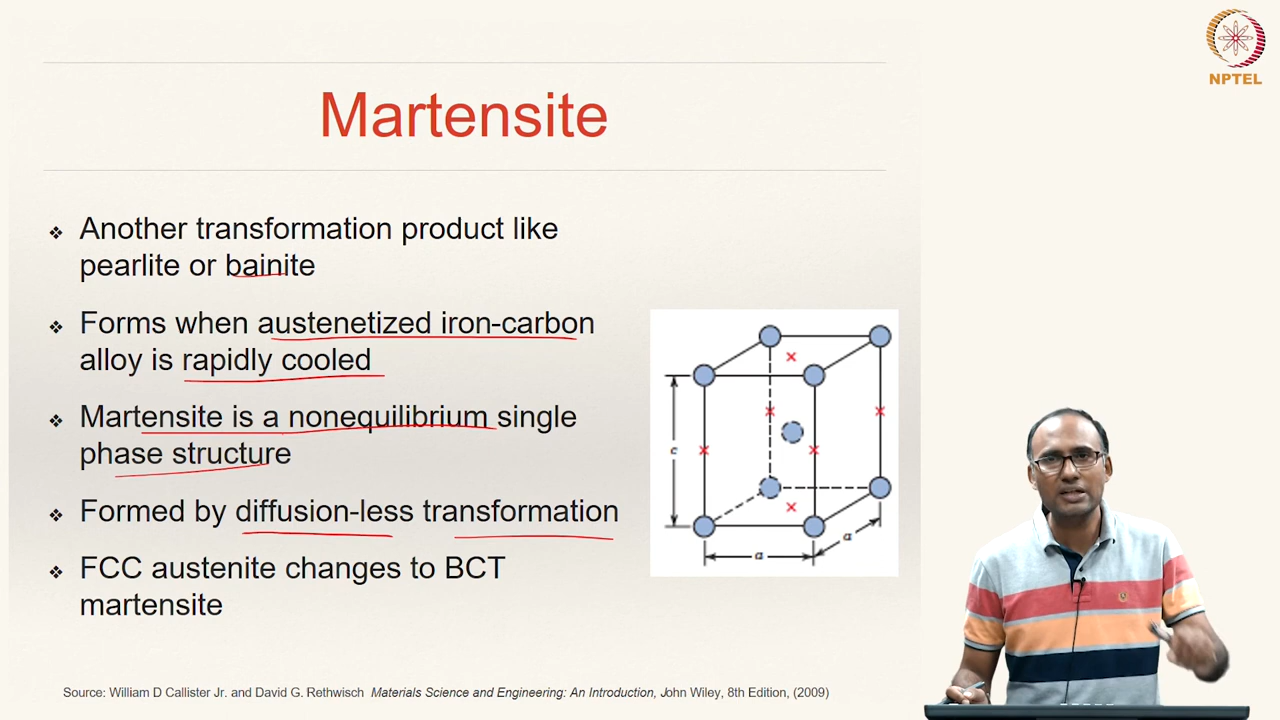 NPTEL
Martensite
❖ Another transformation product like
pearlite or bainite
❖ Forms when austenetized iron-carbon
alloy is rapidly cooled
❖ Martensite is a nonequilibrium single
phase structure
❖ Formed by diffusion-less transformation
❖ FCC austenite changes to BCT
martensite
c
a
a
Source: William D Callister Jr. and David G. Rethwisch Materials Science and Engineering: An Introduction, John Wiley, 8th Edition, (2009)